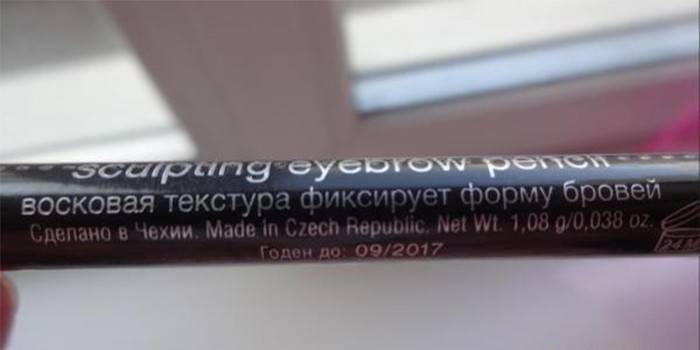 sculpting eyebrow pencil
восковая текстура фиксирует форму бровей
Сделано в Чехии. Made in Czech Republic. Net Wt. 1,08 g/0,038 oz.
Годен до: 09/2017